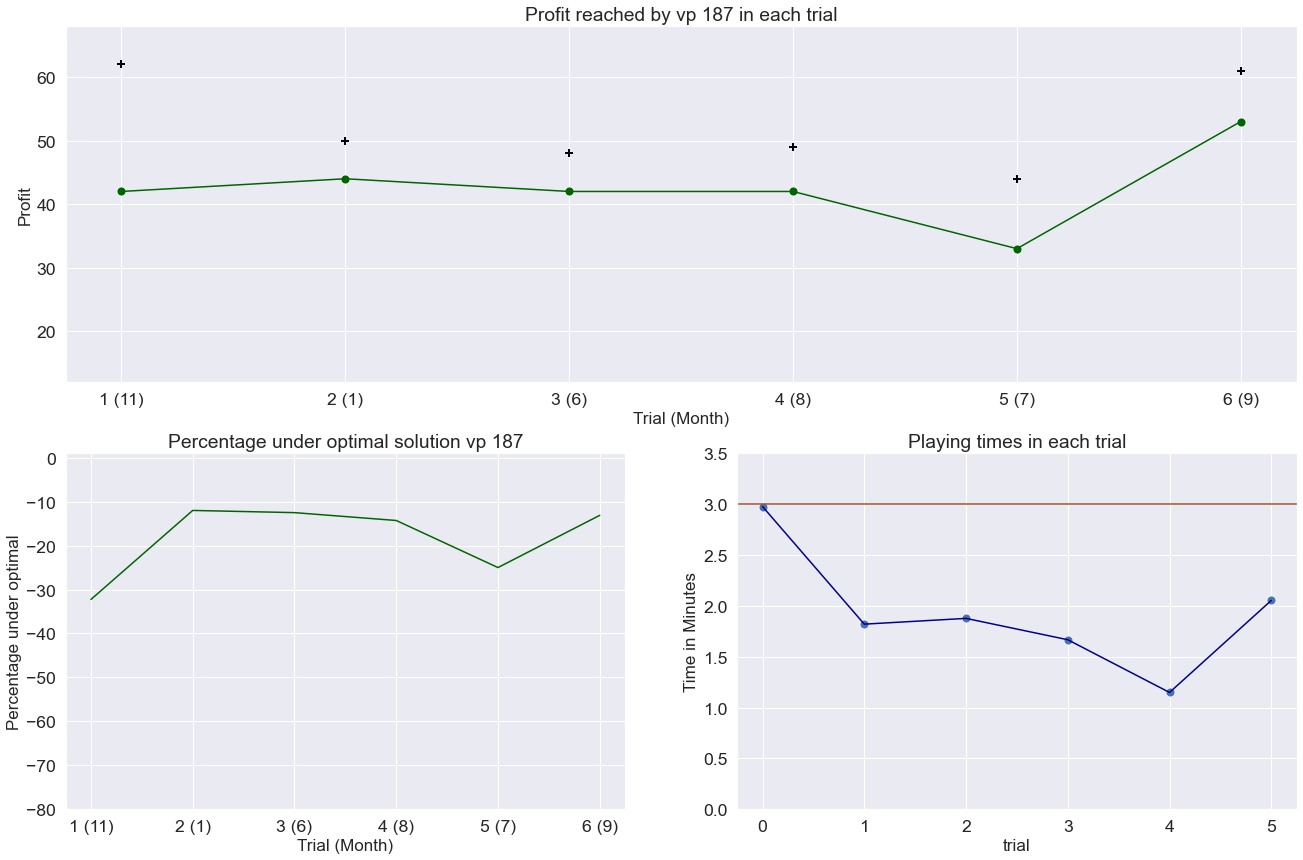 Profit reached by vp 187 in each trial
Profit
60
50
40
30
20
1 (11) 2 (1) 3 (6) 4 (8) 5 (7) 6 (9)
Trial (Month)
Percentage under optimal solution vp 187
Percentage under optimal
0
−10
−20
−30
−40
−50
−60
−70
−80
1 (11) 2 (1) 3 (6) 4 (8) 5 (7) 6 (9)
Trial (Month)
Playing times in each trial
Time in Minutes
3.5
3.0
2.5
2.0
1.5
1.0
0.5
0.0
0 1 2 3 4 5
trial